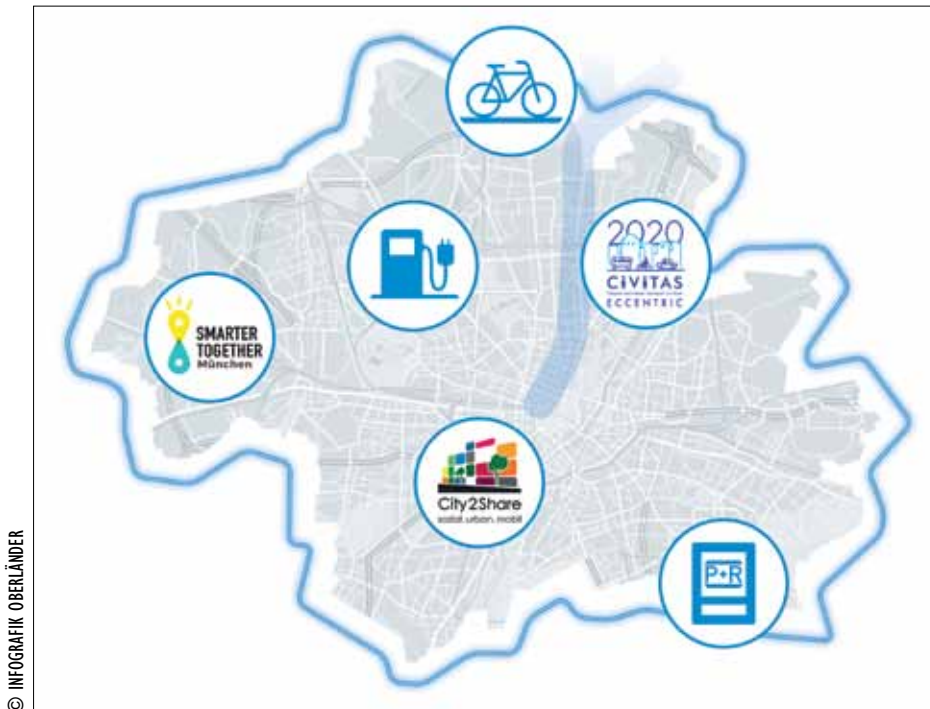 2020
CIVITAS
ECCENTRIC
SMARTER
TOGETHER
München
City2Share
sozial.urban.mobil
P+R
© INFOGRAFIK OBERLÄNDER